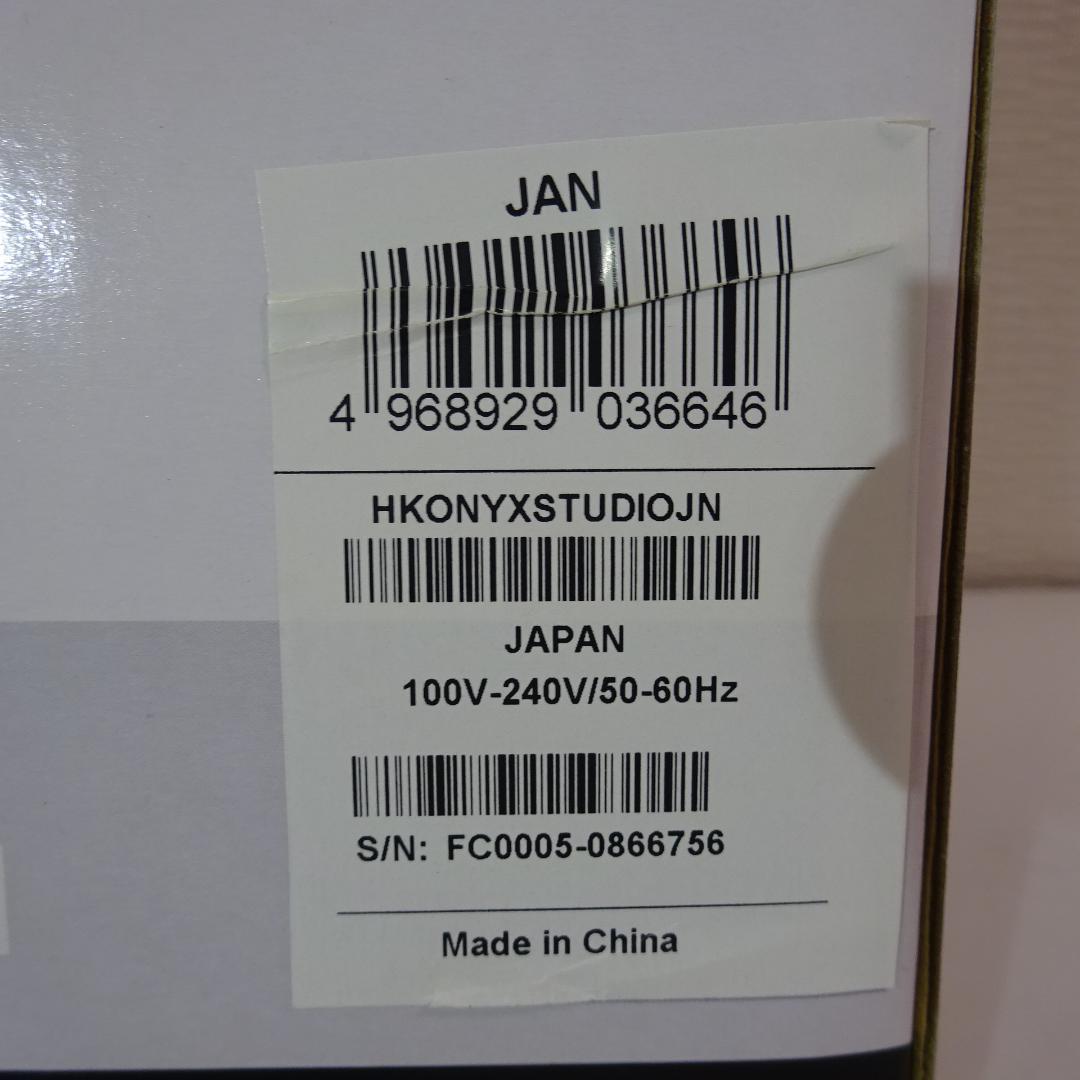 JAN
4 968929 036646
HKONYXSTUDIOJN
JAPAN
100V-240V/50-60Hz
S/N: FC0005-0866756
Made in China